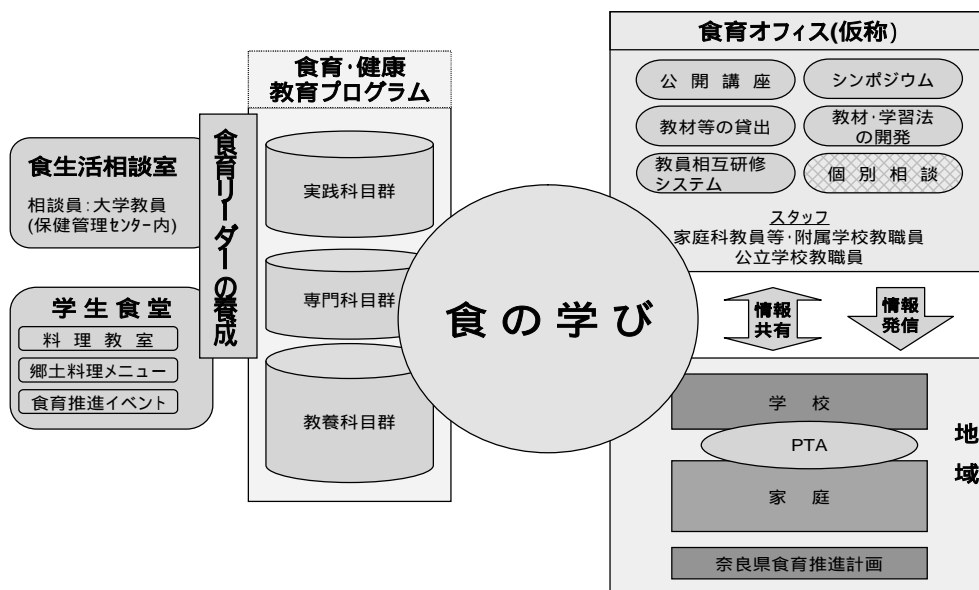 食育・健康
教育プログラム
実践科目群
専門科目群
教養科目群
食育リーダーの養成
食生活相談室
相談員:大学教員
(保健管理センター内)
学生食堂
料理教室
郷土料理メニュー
食育推進イベント
食の学び
食育オフィス(仮称)
公開講座
シンポジウム
教材等の貸出
教材・学習法
の開発
教員相互研修
システム
個別相談
スタッフ
家庭科教員等・附属学校教職員
公立学校教職員
情報
共有
情報
発信
学校
PTA
家庭
奈良県食育推進計画
地域